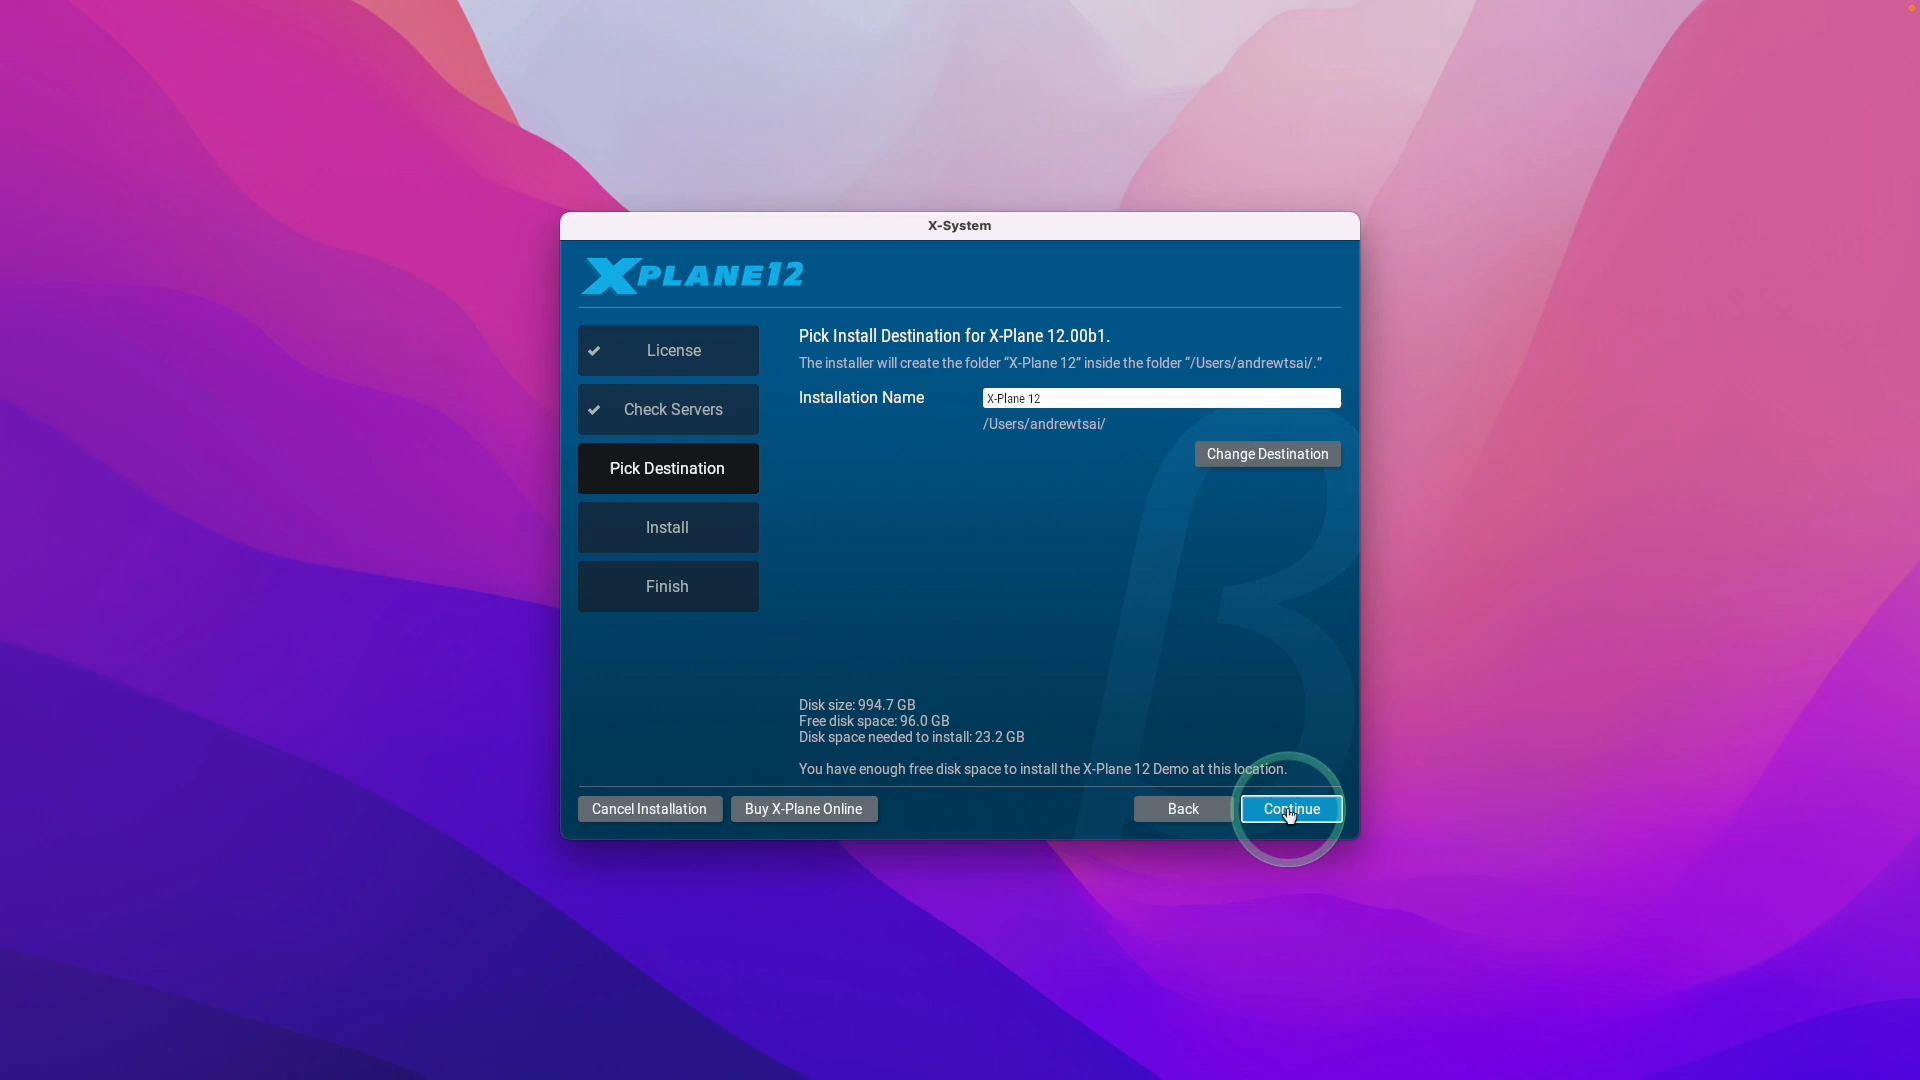 X-System
XPLANE12
License
Check Servers
Pick Destination
Install
Finish
Pick Install Destination for X-Plane 12.00b1.
The installer will create the folder “X-Plane 12” inside the folder “/Users/andrewtsai/.”
Installation Name
X-Plane 12
/Users/andrewtsai/
Change Destination
β
Disk size: 994.7 GB
Free disk space: 96.0 GB
Disk space needed to install: 23.2 GB
You have enough free disk space to install the X-Plane 12 Demo at this location.
Cancel Installation
Buy X-Plane Online
Back
Continue